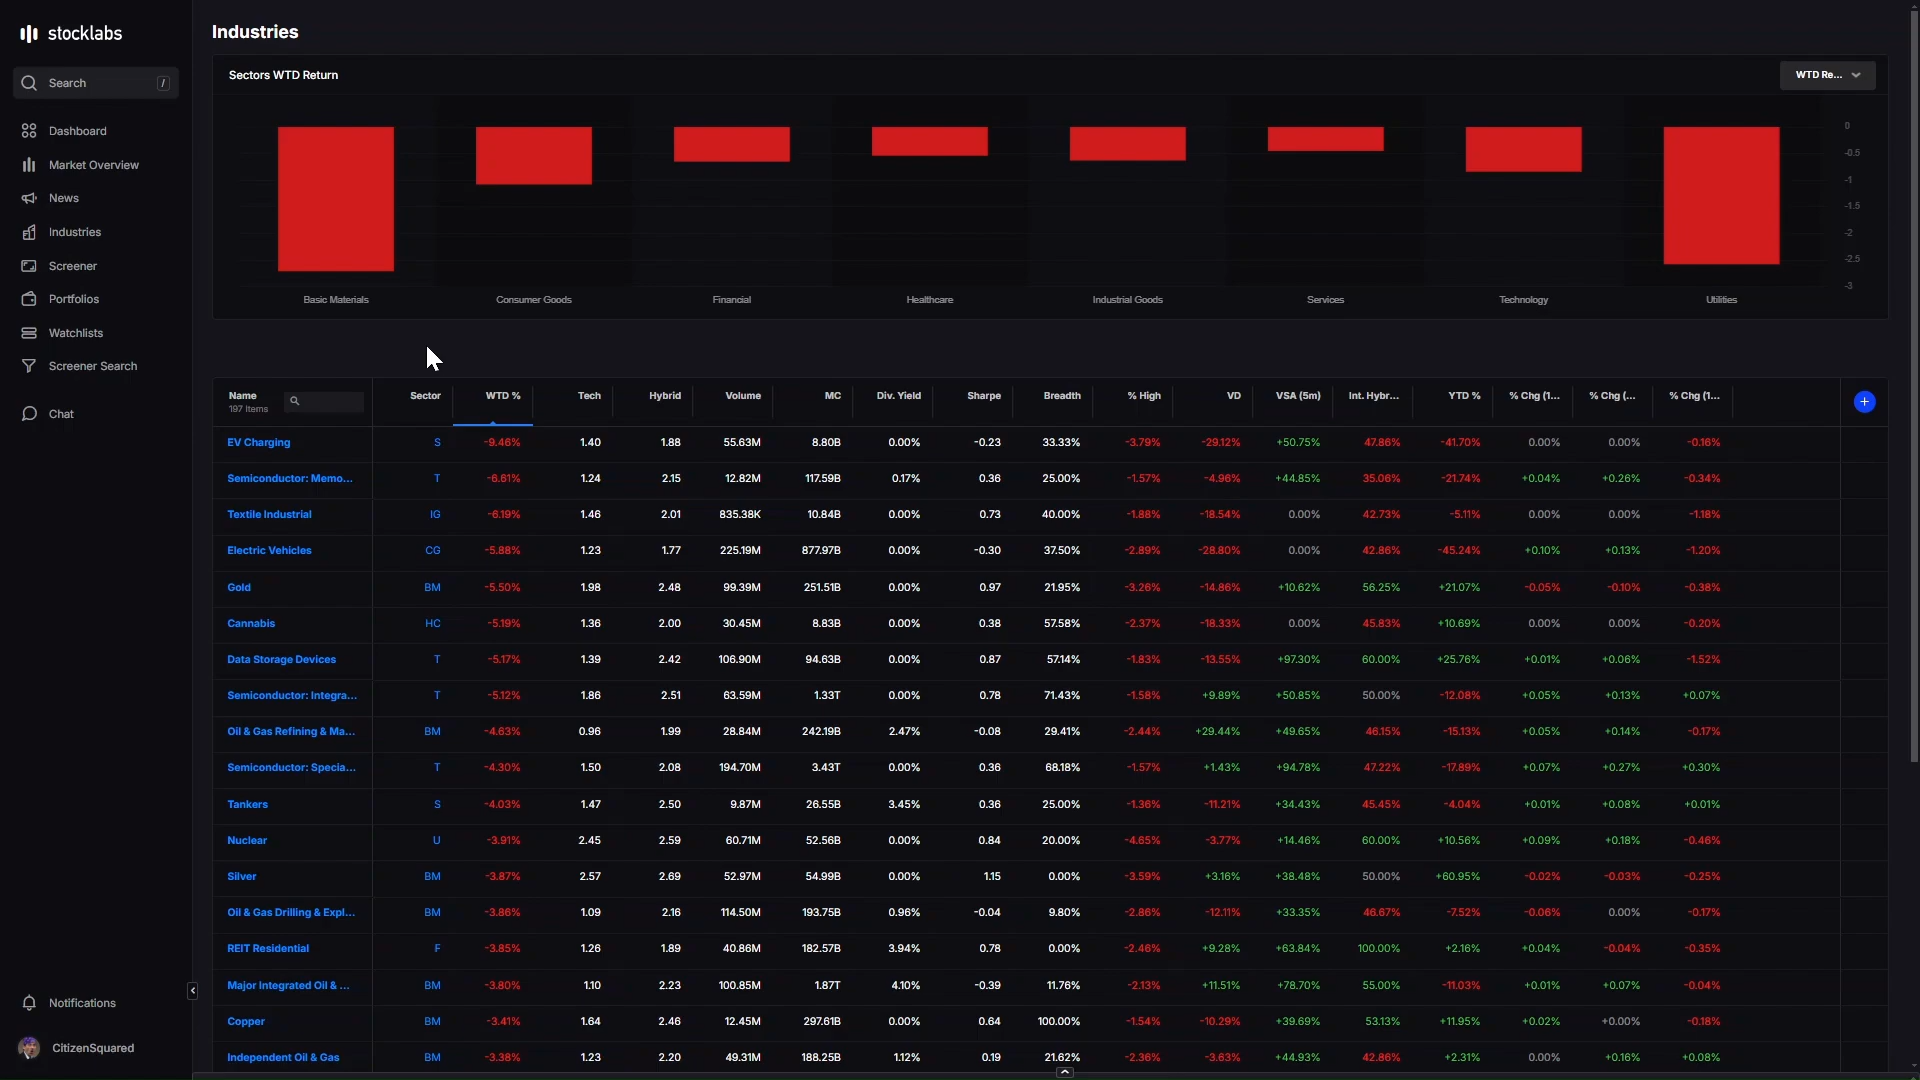 stocklabs
Search /
Dashboard
Market Overview
News
Industries
Screener
Portfolios
Watchlists
Screener Search
Chat
Notifications
CitizenSquared
Industries
Sectors WTD Return
WTD Re...
0
-0.5
-1
-1.5
-2
-2.5
-3
Basic Materials Consumer Goods Financial Healthcare Industrial Goods Services Technology Utilities
Name Sector WTD % Tech Hybrid Volume MC Div. Yield Sharpe Breadth % High VD VSA (5m) Int. Hybr... YTD % % Chg (1... % Chg (... % Chg (1...
197 Items
EV Charging S -9.46% 1.40 1.88 55.63M 8.80B 0.00% -0.23 33.33% -3.79% -29.12% +50.75% 47.86% -41.70% 0.00% 0.00% -0.16%
Semiconductor: Memo... T -6.61% 1.24 2.15 12.82M 117.59B 0.17% 0.36 25.00% -1.57% -4.96% +44.85% 35.06% -21.74% +0.04% +0.26% -0.34%
Textile Industrial IG -6.19% 1.46 2.01 835.38K 10.84B 0.00% 0.73 40.00% -1.88% -18.54% 0.00% 42.73% -5.11% 0.00% 0.00% -1.18%
Electric Vehicles CG -5.88% 1.23 1.77 225.19M 877.97B 0.00% -0.30 37.50% -2.89% -28.80% 0.00% 42.86% -45.24% +0.10% +0.13% -1.20%
Gold BM -5.50% 1.98 2.48 99.39M 251.51B 0.00% 0.97 21.95% -3.26% -14.86% +10.62% 56.25% +21.07% -0.05% -0.10% -0.38%
Cannabis HC -5.19% 1.36 2.00 30.45M 8.83B 0.00% 0.38 57.58% -2.37% -18.33% 0.00% 45.83% +10.69% 0.00% 0.00% -0.20%
Data Storage Devices T -5.17% 1.39 2.42 106.90M 94.63B 0.00% 0.87 57.14% -1.83% -13.55% +97.30% 60.00% +25.76% +0.01% +0.06% -1.52%
Semiconductor: Integra... T -5.12% 1.86 2.51 63.59M 1.33T 0.00% 0.78 71.43% -1.58% +9.89% +50.85% 50.00% -12.08% +0.05% +0.13% +0.07%
Oil & Gas Refining & Ma... BM -4.63% 0.96 1.99 28.84M 242.19B 2.47% -0.08 29.41% -2.44% +29.44% +49.65% 46.15% -15.13% +0.05% +0.14% -0.17%
Semiconductor: Specia... T -4.30% 1.50 2.08 194.70M 3.43T 0.00% 0.36 68.18% -1.57% +1.43% +94.78% 47.22% -17.89% +0.07% +0.27% +0.30%
Tankers S -4.03% 1.47 2.50 9.87M 26.55B 3.45% 0.36 25.00% -1.36% -11.21% +34.43% 45.45% -4.04% +0.01% +0.08% +0.01%
Nuclear U -3.91% 2.45 2.59 60.71M 52.56B 0.00% 0.84 20.00% -4.65% -3.77% +14.46% 60.00% +10.56% +0.09% +0.18% -0.46%
Silver BM -3.87% 2.57 2.69 52.97M 54.99B 0.00% 1.15 0.00% -3.59% +3.16% +38.48% 50.00% +60.95% -0.02% -0.03% -0.25%
Oil & Gas Drilling & Expl... BM -3.86% 1.09 2.16 114.50M 193.75B 0.96% -0.04 9.80% -2.86% -12.11% +33.35% 46.67% -7.52% -0.06% 0.00% -0.17%
REIT Residential F -3.85% 1.26 1.89 40.86M 182.57B 3.94% 0.78 0.00% -2.46% +9.28% +63.84% 100.00% +2.16% +0.04% -0.04% -0.35%
Major Integrated Oil & ... BM -3.80% 1.10 2.23 100.85M 1.87T 4.10% -0.39 11.76% -2.13% +11.51% +78.70% 55.00% -11.03% +0.01% +0.07% -0.04%
Copper BM -3.41% 1.64 2.46 12.45M 297.61B 0.00% 0.64 100.00% -1.54% -10.29% +39.69% 53.13% +11.95% +0.02% +0.00% -0.18%
Independent Oil & Gas BM -3.38% 1.23 2.20 49.31M 188.25B 1.12% 0.19 21.62% -2.36% -3.63% +44.93% 42.86% +2.31% 0.00% +0.16% +0.08%